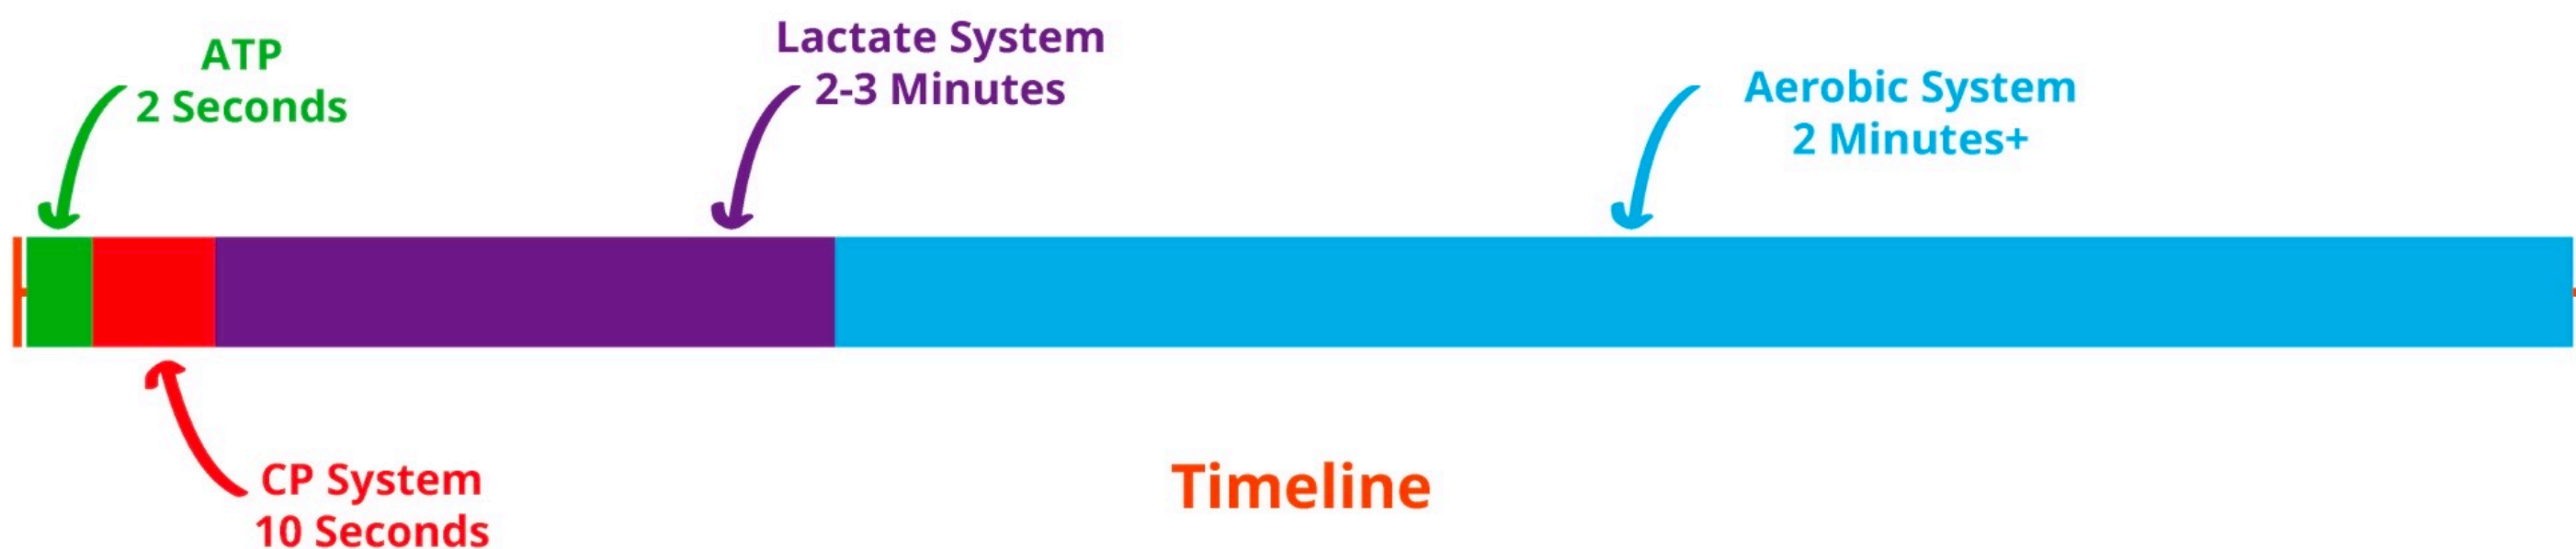 ATP
2 Seconds
Lactate System
2-3 Minutes
Aerobic System
2 Minutes+
CP System
10 Seconds
Timeline